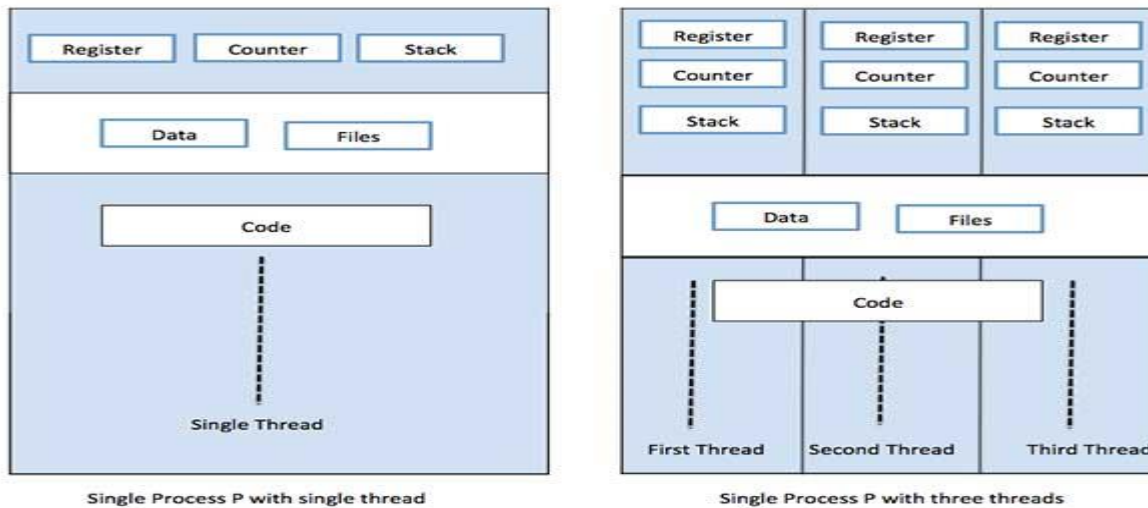 Register Counter Stack
Data Files
Code
Single Thread
Single Process P with single thread
Register Register Register
Counter Counter Counter
Stack Stack Stack
Data Files
Code
First Thread Second Thread Third Thread
Single Process P with three threads